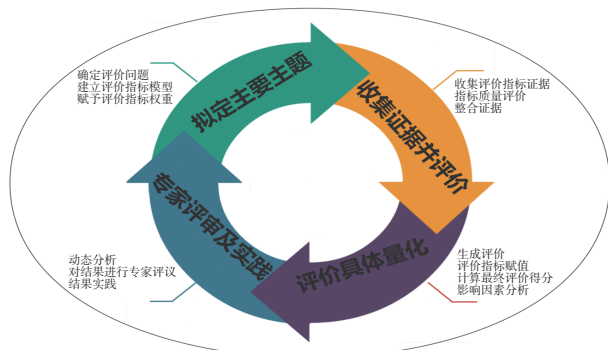 确定评价问题
建立评价指标模型
赋予评价指标权重
拟定主要主题
收集证据并评价
收集评价指标证据
指标质量评价
整合证据
评价具体量化
生成评价
评价指标赋值
计算最终评价得分
影响因素分析
专家评审及实践
动态分析
对结果进行专家评议
结果实践